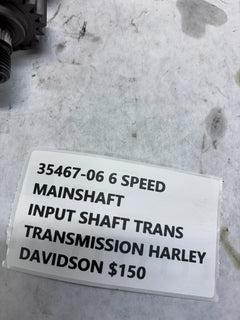 35467-06 6 SPEED
MAINSHAFT
INPUT SHAFT TRANS
TRANSMISSION HARLEY
DAVIDSON $150